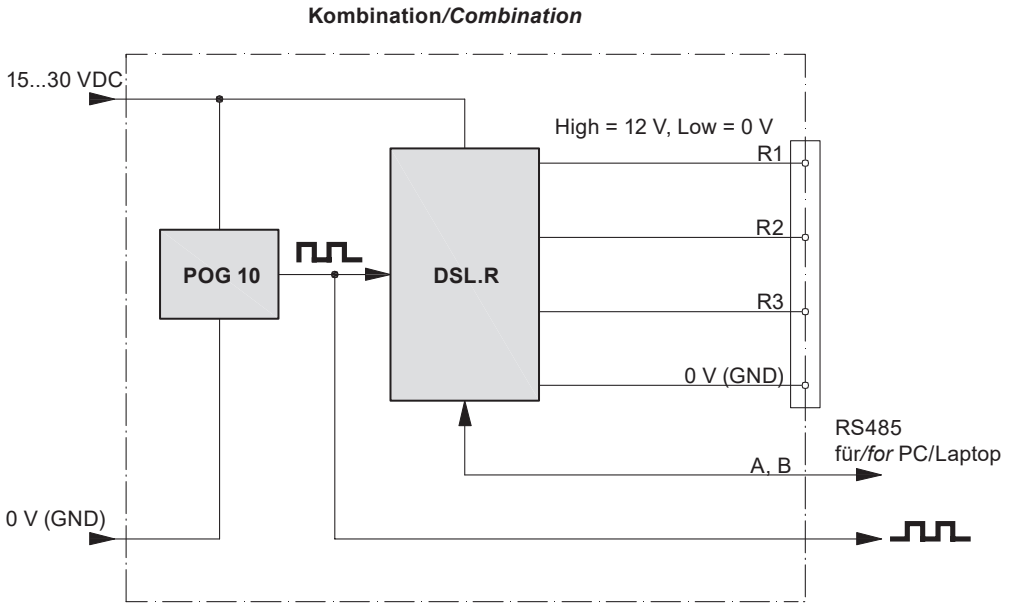 Kombination/Combination
15...30 VDC
High = 12 V, Low = 0 V
R1
R2
POG 10
DSL.R
R3
0 V (GND)
RS485
für/for PC/Laptop
A, B
0 V (GND)